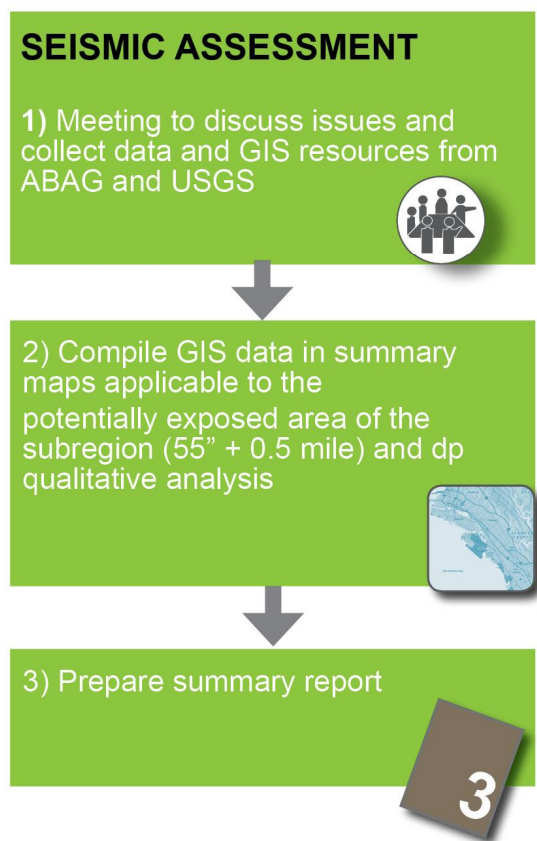 SEISMIC ASSESSMENT
1) Meeting to discuss issues and
collect data and GIS resources from
ABAG and USGS
2) Compile GIS data in summary
maps applicable to the
potentially exposed area of the
subregion (55” + 0.5 mile) and dp
qualitative analysis
3) Prepare summary report
3